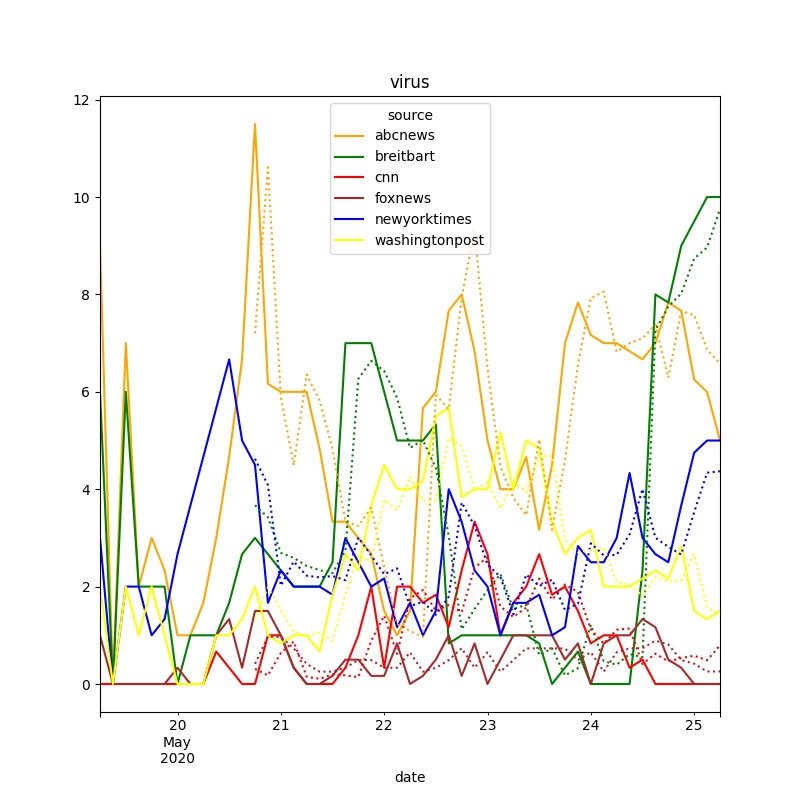 virus
12
10
8
6
4
2
0
source
abcnews
breitbart
cnn
foxnews
newyorktimes
washingtonpost
20 21 22 23 24 25
May
2020
date